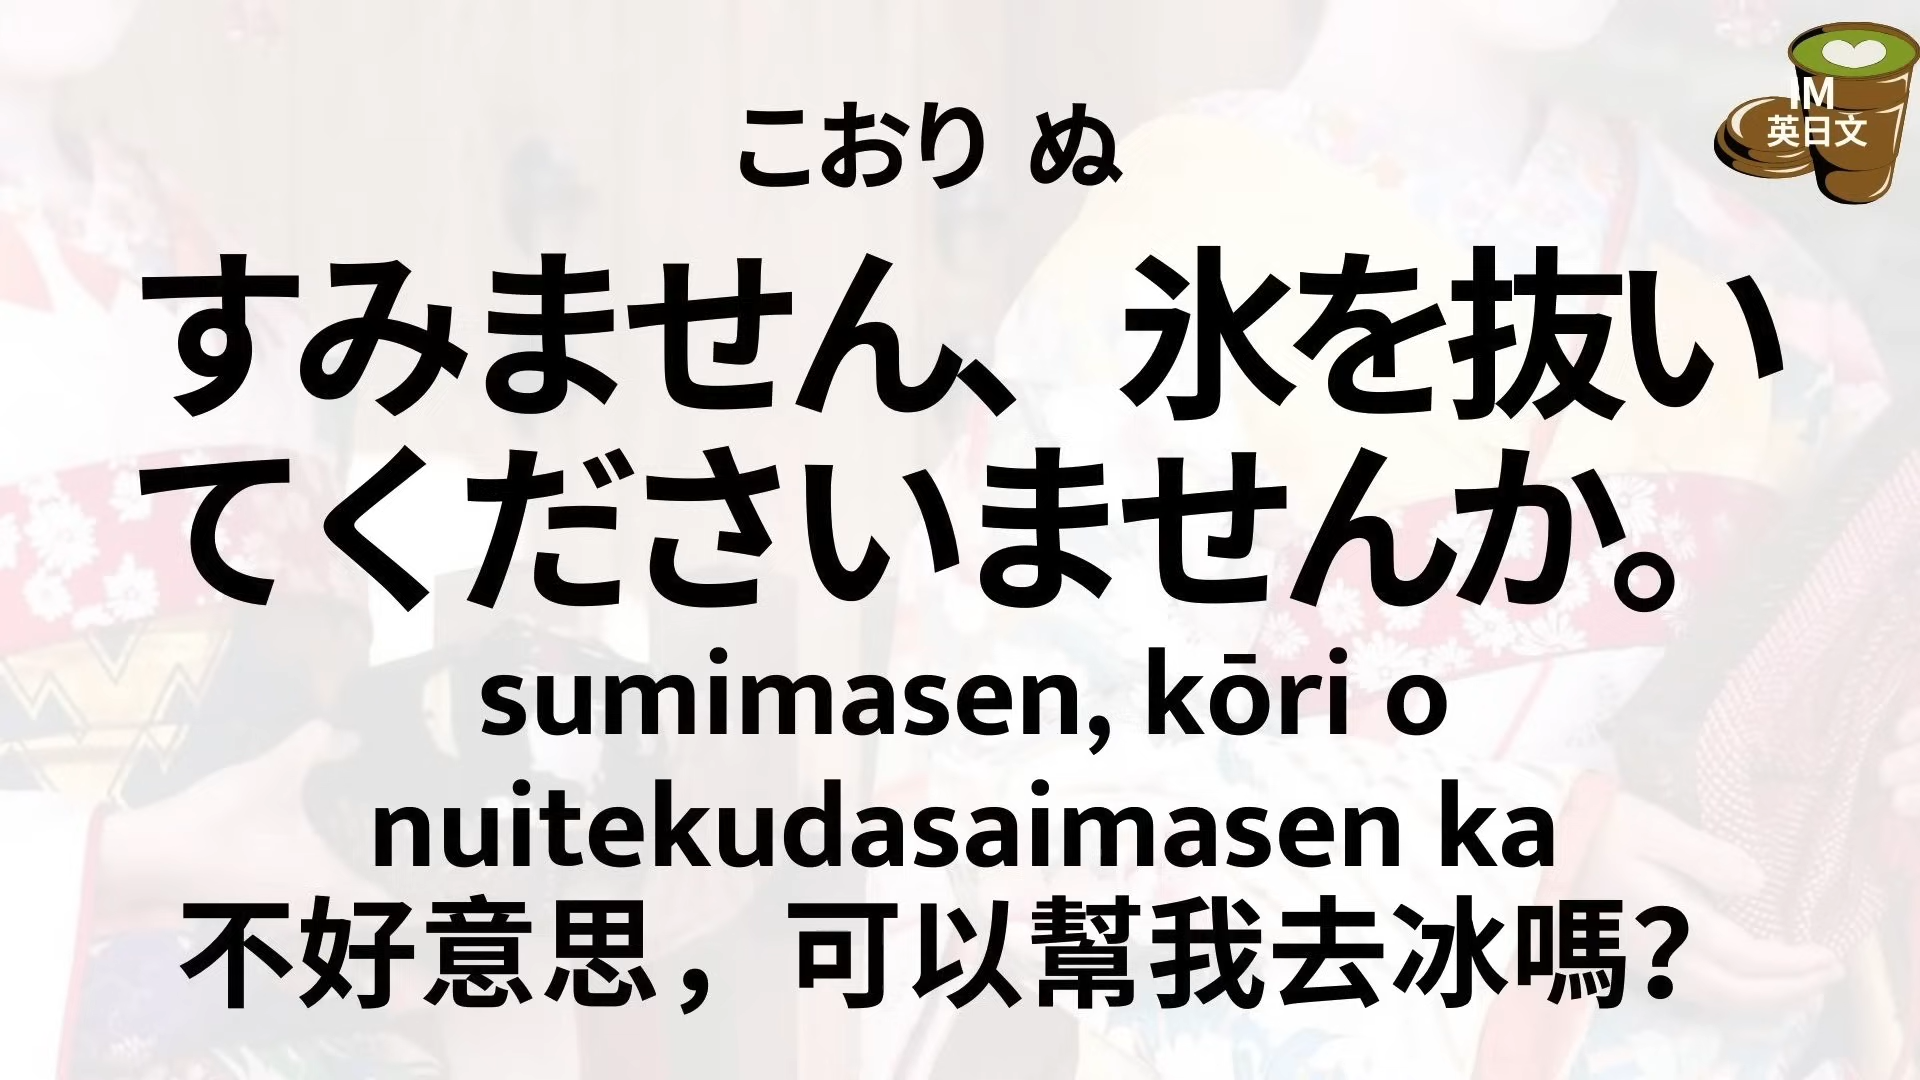 IM
英日文
こおり ぬ
すみません、氷を抜い
てくださいませんか。
sumimasen, kōri o
nuitekudasaimasen ka
不好意思，可以幫我去冰嗎?